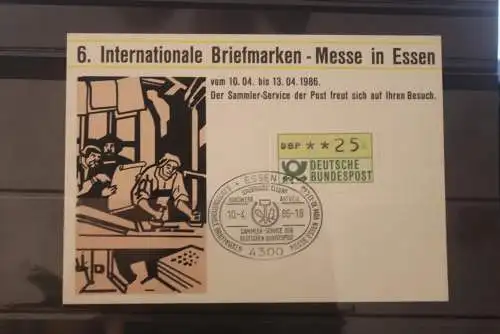 6. Internationale Briefmarken - Messe in Essen
vom 10. 04. bis 13. 04. 1986.
Der Sammler-Service der Post freut sich auf Ihren Besuch.
DBP * * 25
DEUTSCHE
BUNDESPOST
ESSEN
HANDWERK ANTIKEN
10-4 86-18
SAMMLER-SERVICE DER
DEUTSCHEN BUNDESPOST
4300